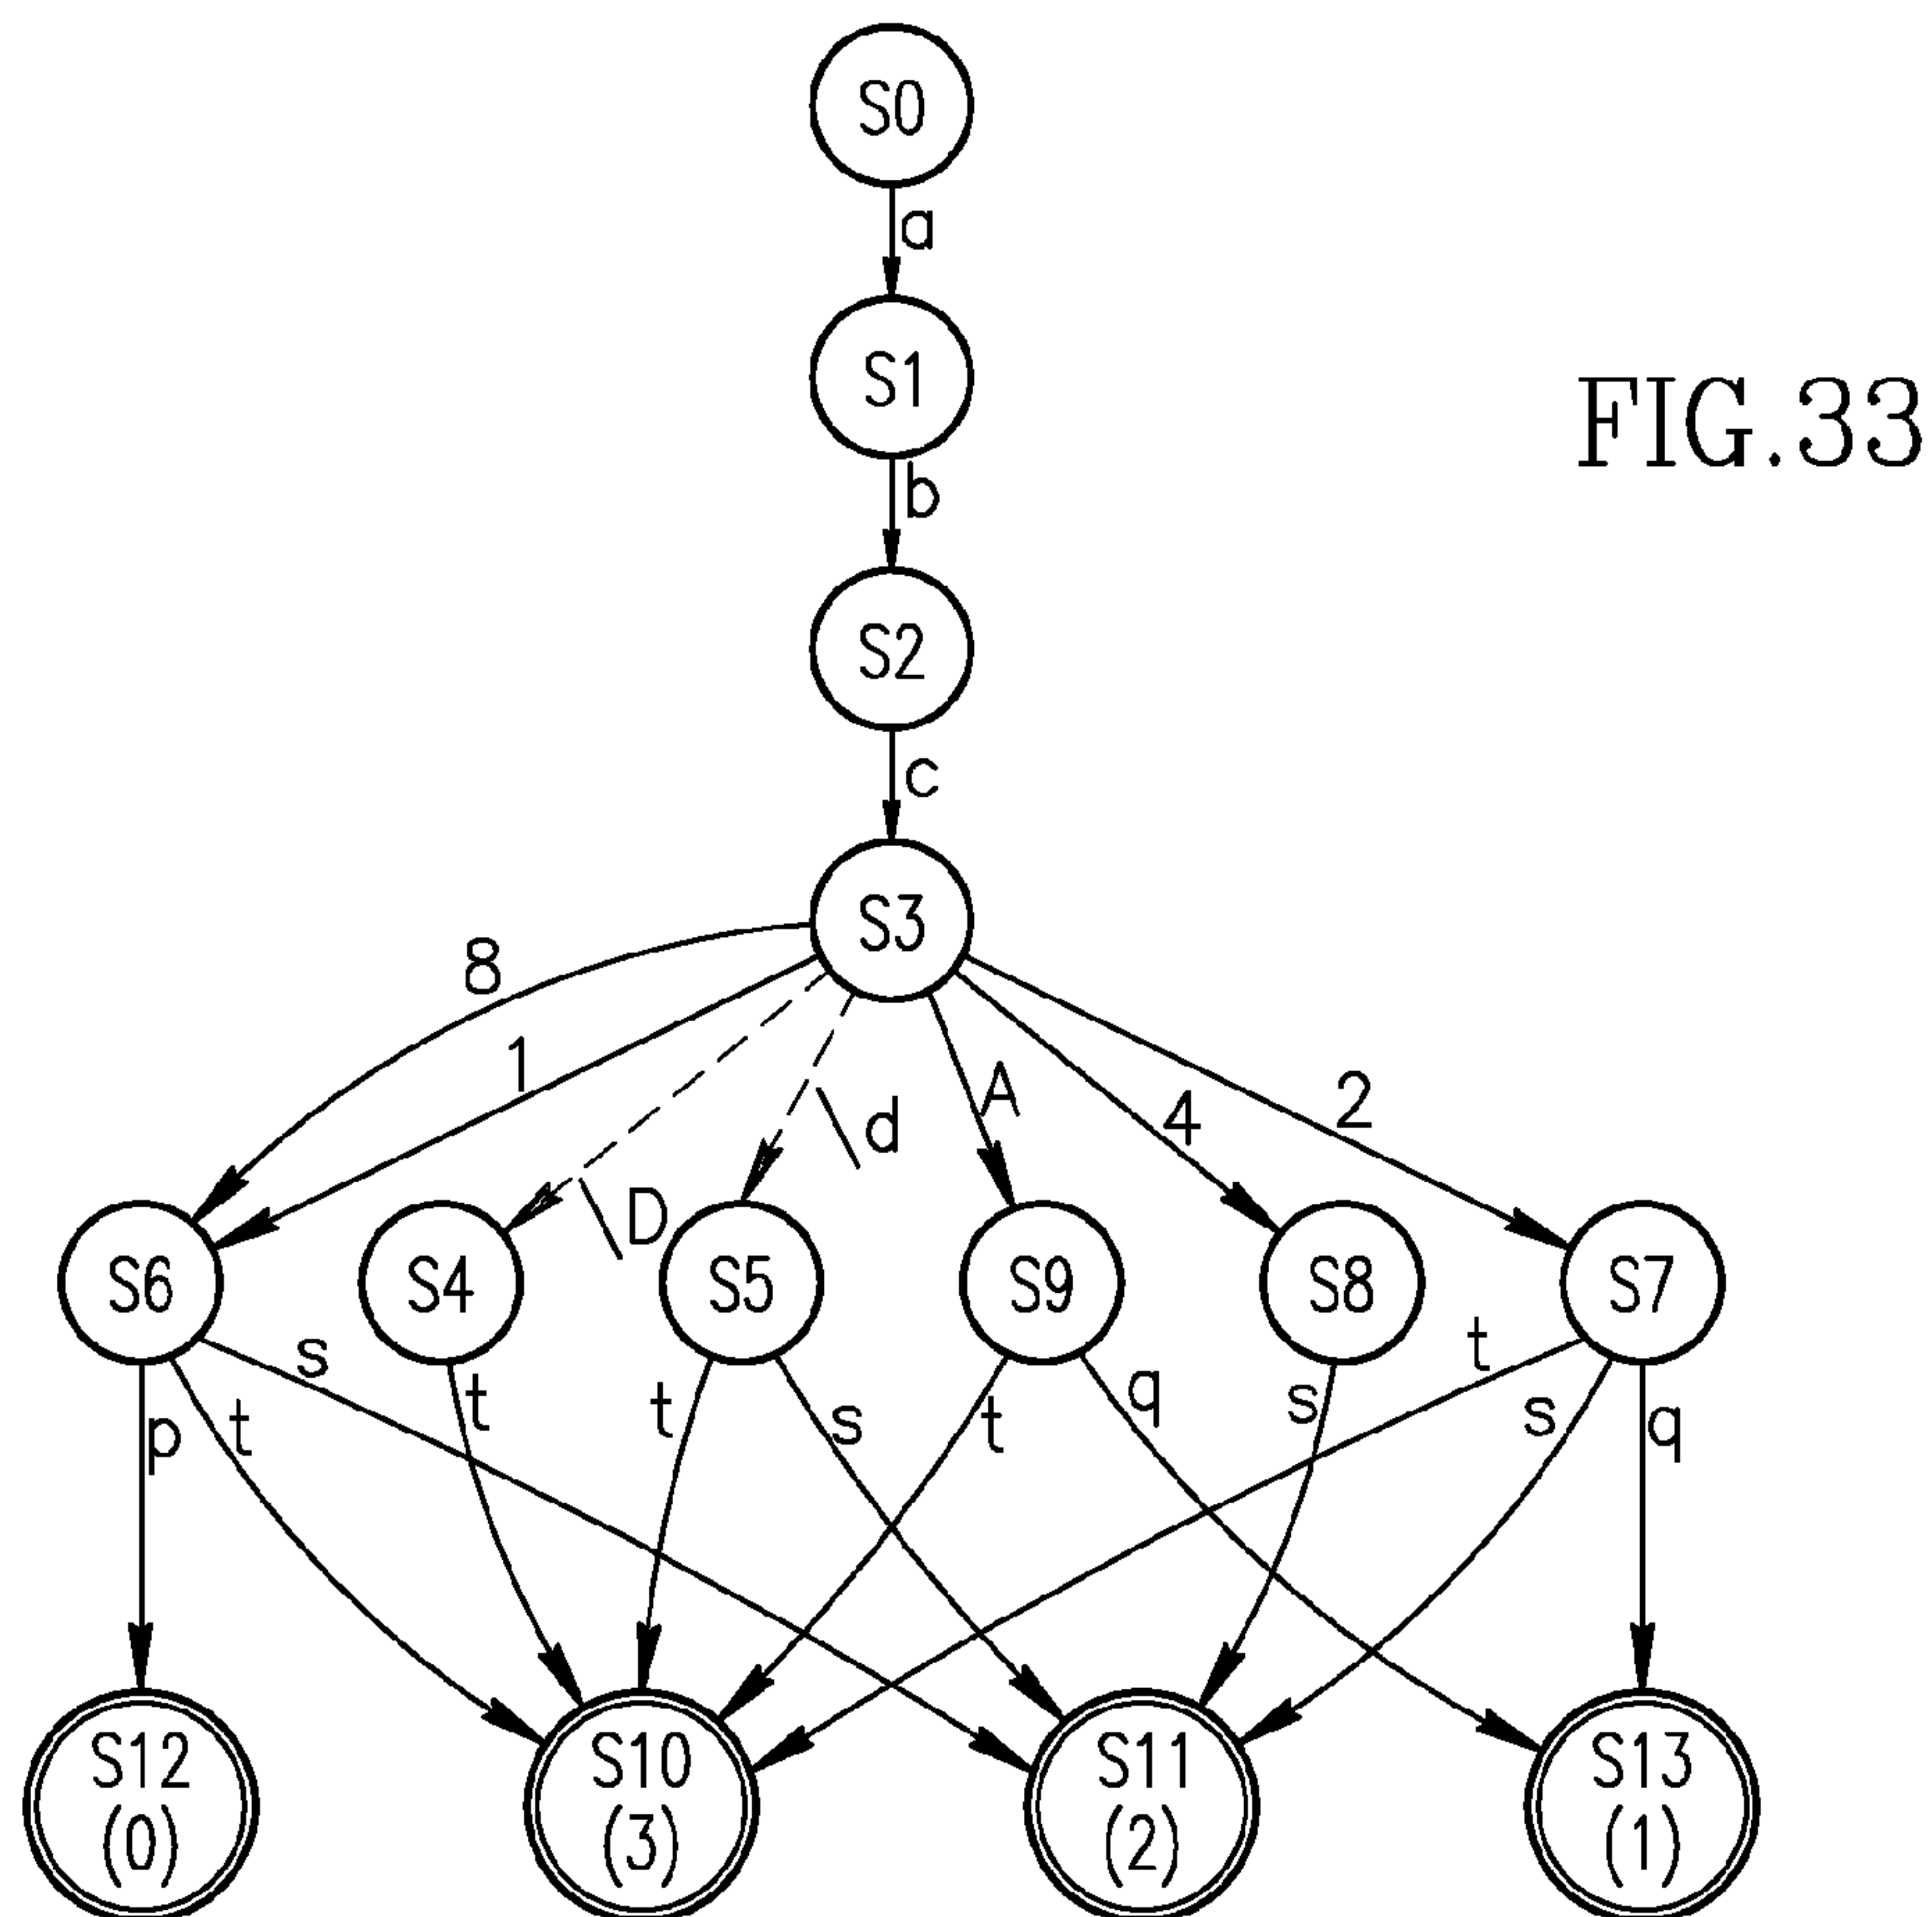 S0
a
S1
FIG.33
b
S2
c
S3
8
1
A
2
4
\d
\D
S6
S4
S5
S9
S8
S7
s
t
t
t
q
s
t
s
t
s
q
p
S12
(0)
S10
(3)
S11
(2)
S13
(1)